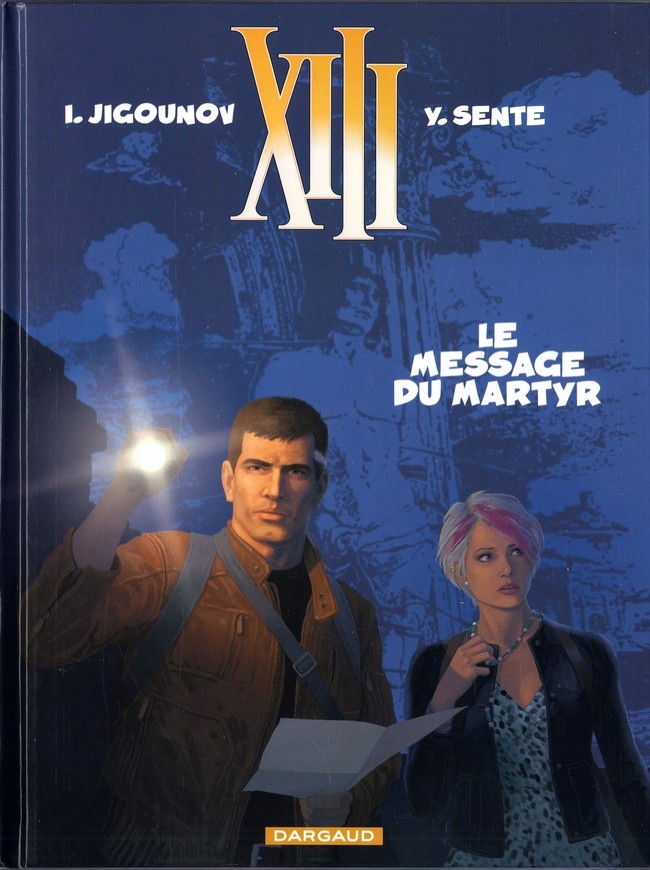 I. JIGOUNOV
XIII
Y. SENTE
LE
MESSAGE
DU MARTYR
DARGAUD